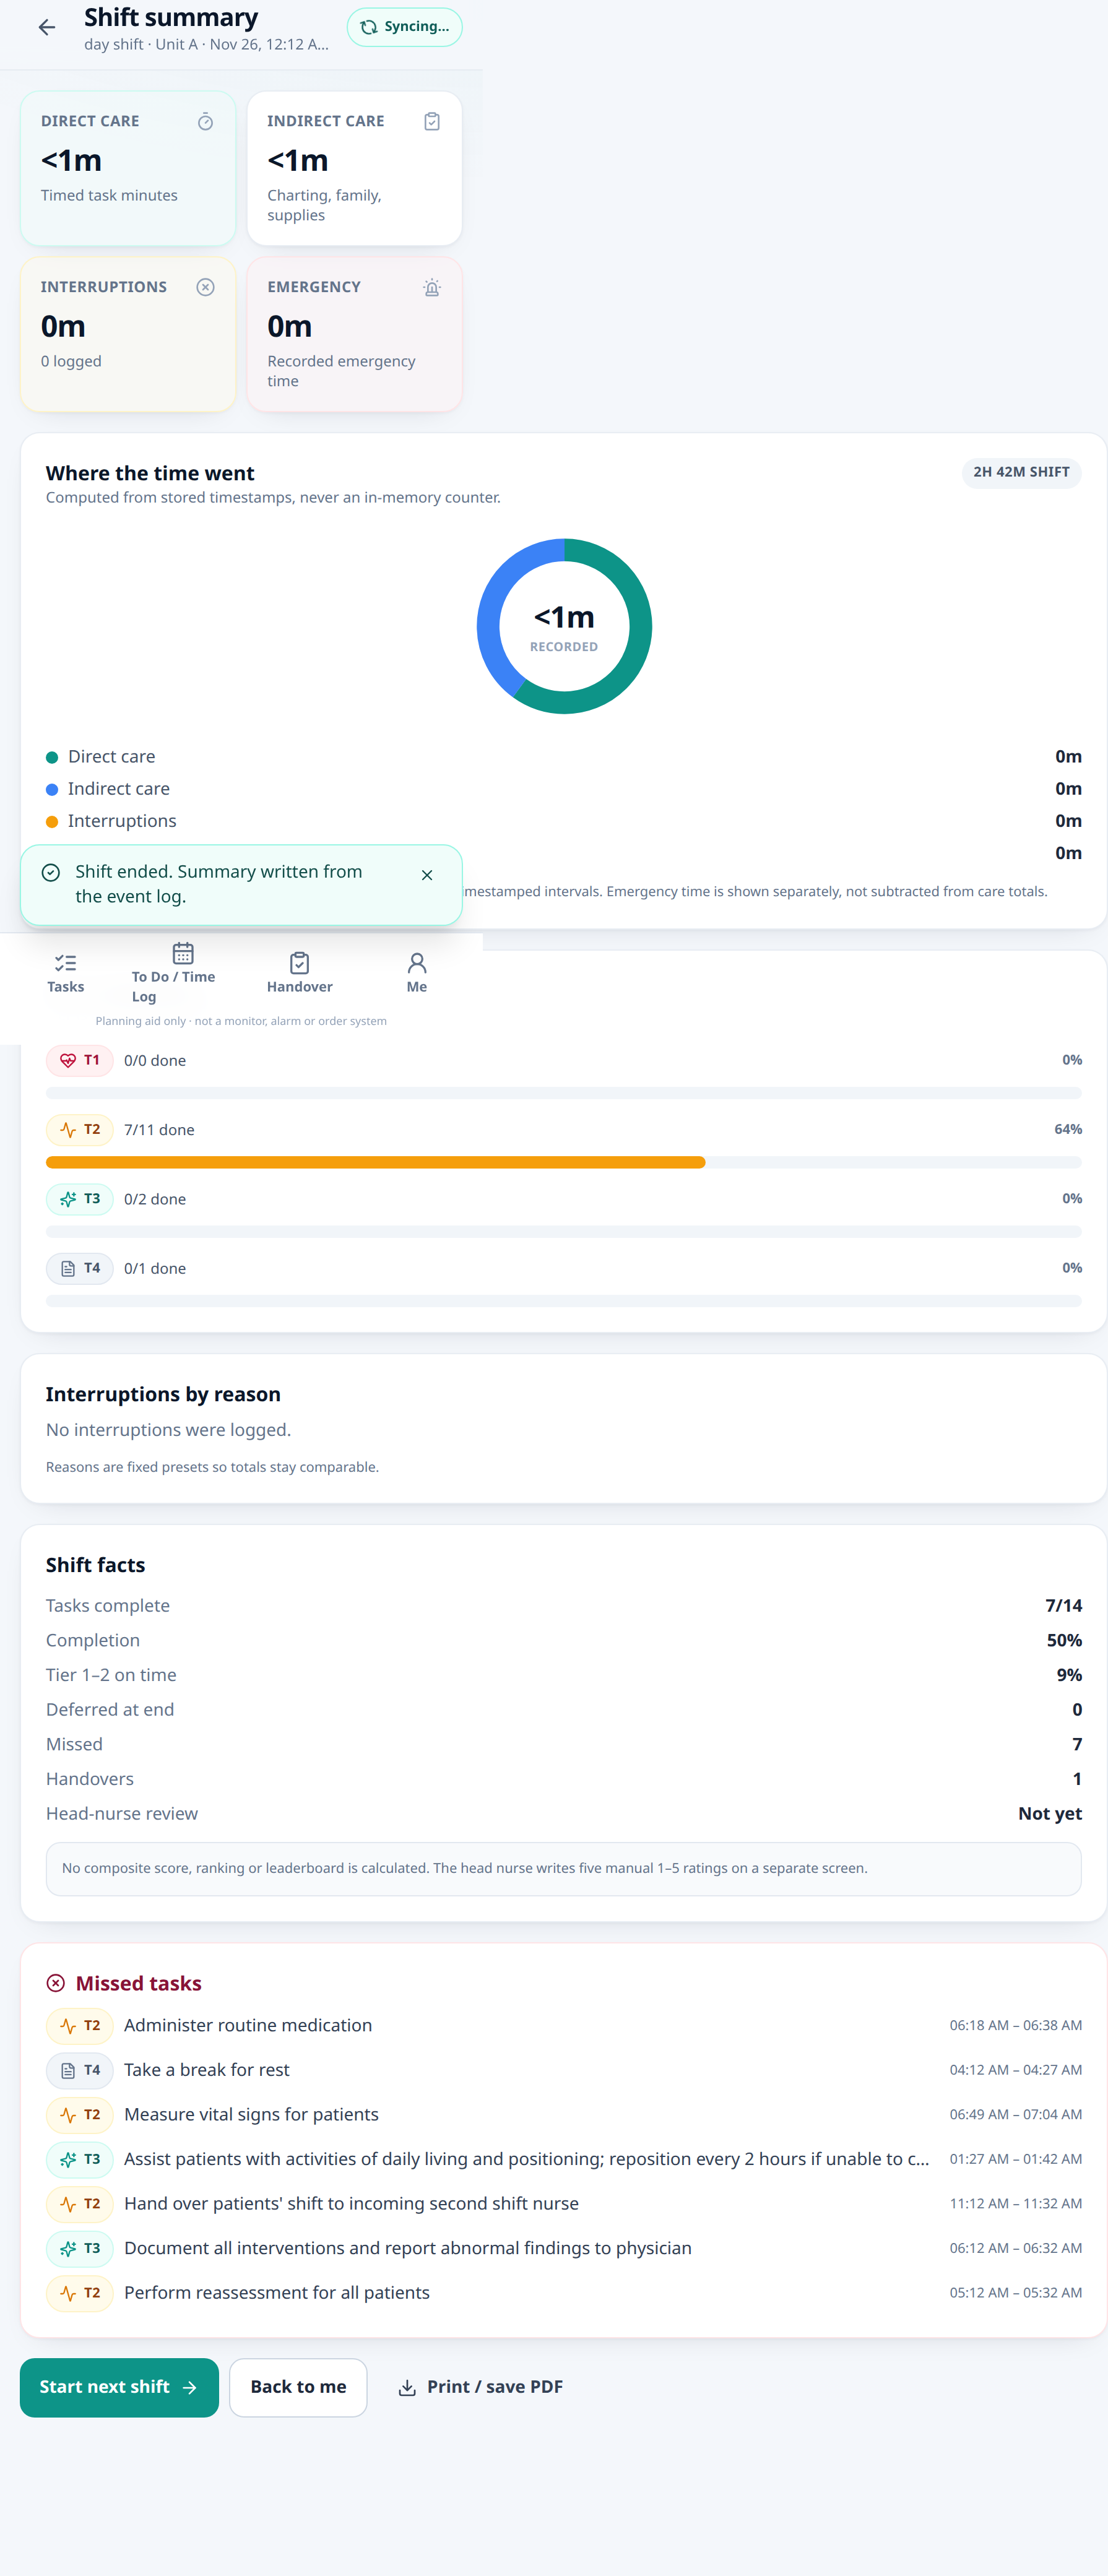 Shift summary
day shift · Unit A · Nov 26, 12:12 A...
Syncing...
DIRECT CARE
<1m
Timed task minutes
INDIRECT CARE
<1m
Charting, family,
supplies
INTERRUPTIONS
0m
0 logged
EMERGENCY
0m
Recorded emergency
time
Where the time went
2H 42M SHIFT
Computed from stored timestamps, never an in-memory counter.
<1m
RECORDED
Direct care 0m
Indirect care 0m
Interruptions 0m
0m
Shift ended. Summary written from
the event log.
mestamped intervals. Emergency time is shown separately, not subtracted from care totals.
Tasks
To Do / Time
Log
Handover
Me
Planning aid only · not a monitor, alarm or order system
T1 0/0 done 0%
T2 7/11 done 64%
T3 0/2 done 0%
T4 0/1 done 0%
Interruptions by reason
No interruptions were logged.
Reasons are fixed presets so totals stay comparable.
Shift facts
Tasks complete 7/14
Completion 50%
Tier 1–2 on time 9%
Deferred at end 0
Missed 7
Handovers 1
Head-nurse review Not yet
No composite score, ranking or leaderboard is calculated. The head nurse writes five manual 1–5 ratings on a separate screen.
Missed tasks
T2 Administer routine medication 06:18 AM – 06:38 AM
T4 Take a break for rest 04:12 AM – 04:27 AM
T2 Measure vital signs for patients 06:49 AM – 07:04 AM
T3 Assist patients with activities of daily living and positioning; reposition every 2 hours if unable to c... 01:27 AM – 01:42 AM
T2 Hand over patients' shift to incoming second shift nurse 11:12 AM – 11:32 AM
T3 Document all interventions and report abnormal findings to physician 06:12 AM – 06:32 AM
T2 Perform reassessment for all patients 05:12 AM – 05:32 AM
Start next shift
Back to me
Print / save PDF